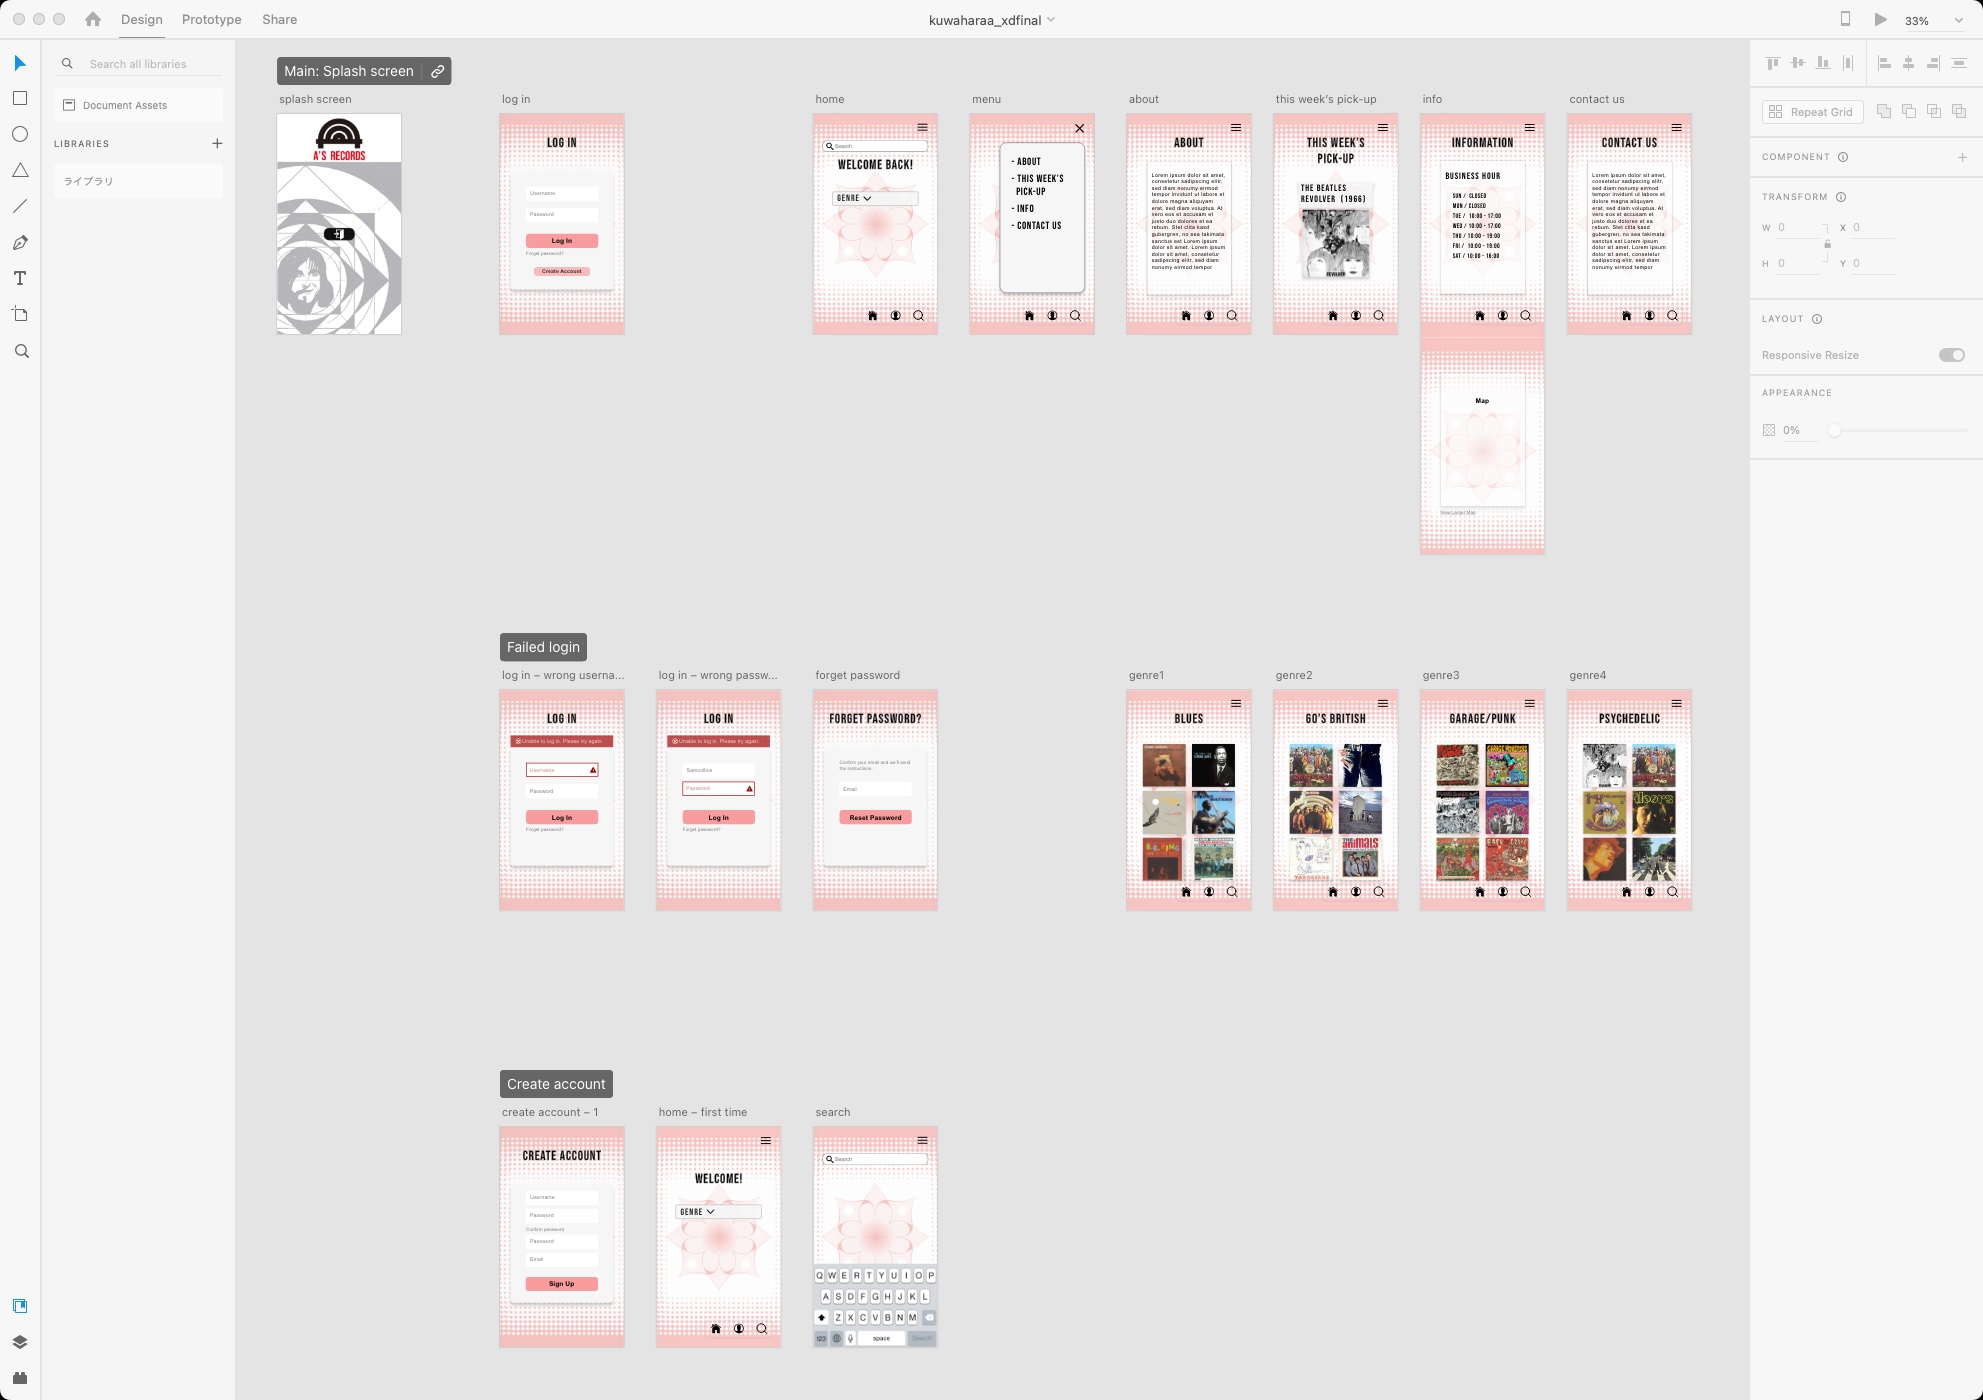 Design
Prototype
Share
kuwaharaa_xdfinal
33%
Search all libraries
Document Assets
LIBRARIES
ライブラリ
Main: Splash screen
splash screen
A'S RECORDS
log in
LOG IN
Username
Password
Log In
Forgot password?
Create Account
home
Search
WELCOME BACK!
GENRE
menu
- ABOUT
- THIS WEEK'S
PICK-UP
- INFO
- CONTACT US
about
ABOUT
Lorem ipsum dolor sit amet,
consetetur sadipscing elitr,
sed diam nonumy eirmod
tempor invidunt ut labore et
dolore magna aliquyam
erat, sed diam voluptua. At
vero eos et accusam et
justo duo dolores et ea
rebum. Stet clita kasd
gubergren, no sea takimata
sanctus est Lorem ipsum
dolor sit amet. Lorem ipsum
dolor sit amet, consetetur
sadipscing elitr, sed diam
nonumy eirmod tempor
this week's pick-up
THIS WEEK'S
PICK-UP
THE BEATLES
REVOLVER (1966)
REVOLVER
info
INFORMATION
BUSINESS HOUR
SUN / CLOSED
MON / CLOSED
TUE / 10:00 - 17:00
WED / 10:00 - 17:00
THU / 10:00 - 19:00
FRI / 10:00 - 19:00
SAT / 10:00 - 16:00
Map
View Larger Map
contact us
CONTACT US
Lorem ipsum dolor sit amet,
consetetur sadipscing elitr,
sed diam nonumy eirmod
tempor invidunt ut labore et
dolore magna aliquyam
erat, sed diam voluptua. At
vero eos et accusam et
justo duo dolores et ea
rebum. Stet clita kasd
gubergren, no sea takimata
sanctus est Lorem ipsum
dolor sit amet. Lorem ipsum
dolor sit amet, consetetur
sadipscing elitr, sed diam
nonumy eirmod tempor
Failed login
log in – wrong userna...
LOG IN
Unable to log in. Please try again.
Username
Password
Log In
Forgot password?
log in – wrong passw...
LOG IN
Unable to log in. Please try again.
Password
Log In
Forgot password?
forget password
FORGET PASSWORD?
Confirm your email and we'll send
the instructions.
Email
Reset Password
genre1
BLUES
B.B. KING
genre2
GO'S BRITISH
THE
animals
genre3
GARAGE/PUNK
genre4
PSYCHEDELIC
Doors
Create account
create account – 1
CREATE ACCOUNT
Username
Password
Confirm password
Password
Email
Sign Up
home – first time
WELCOME!
GENRE
search
Search
Q W E R T Y U I O P
A S D F G H J K L
Z X C V B N M
123
space
Search
Repeat Grid
COMPONENT
TRANSFORM
W 0 X 0
H 0 Y 0
LAYOUT
Responsive Resize
APPEARANCE
0%